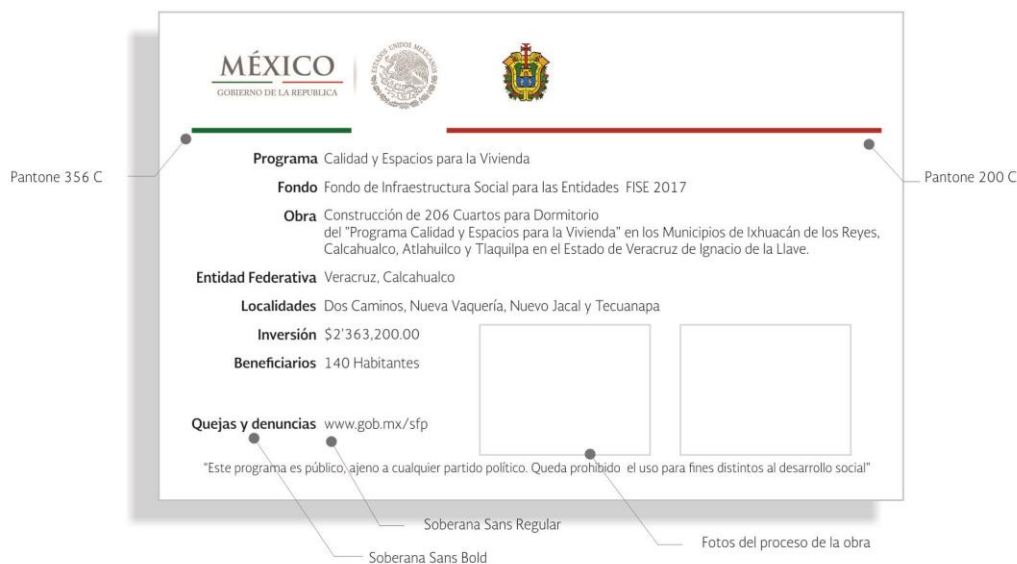 MÉXICO
GOBIERNO DE LA REPUBLICA
ESTADOS UNIDOS MEXICANOS
Pantone 356 C
Pantone 200 C
Programa Calidad y Espacios para la Vivienda
Fondo Fondo de Infraestructura Social para las Entidades FISE 2017
Obra Construcción de 206 Cuartos para Dormitorio
del "Programa Calidad y Espacios para la Vivienda" en los Municipios de Ixhuacán de los Reyes,
Calcahualco, Atlahuilco y Tlaquilpa en el Estado de Veracruz de Ignacio de la Llave.
Entidad Federativa Veracruz, Calcahualco
Localidades Dos Caminos, Nueva Vaquería, Nuevo Jacal y Tecuanapa
Inversión $2'363,200.00
Beneficiarios 140 Habitantes
Quejas y denuncias www.gob.mx/sfp
"Este programa es público, ajeno a cualquier partido político. Queda prohibido el uso para fines distintos al desarrollo social"
Soberana Sans Regular
Fotos del proceso de la obra
Soberana Sans Bold